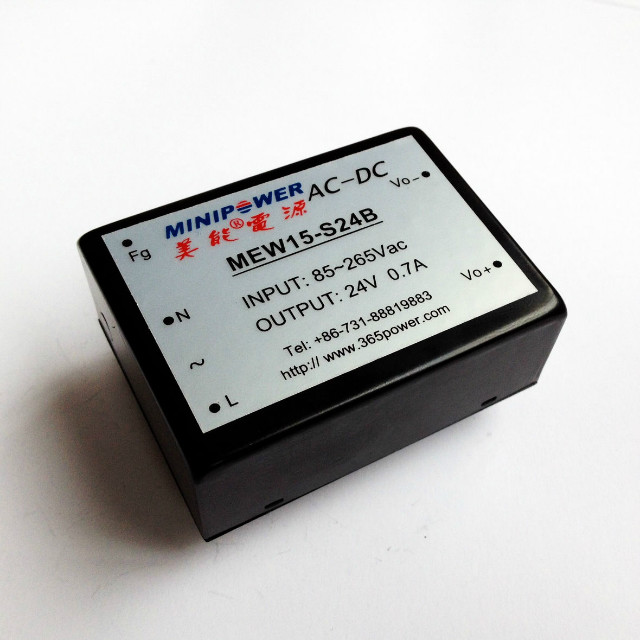 MINIPOWER AC-DC
美能®電源
MEW15-S24B
INPUT: 85~265Vac
OUTPUT: 24V 0.7A
Tel: +86-731-88819883
http:// www.365power.com
Fg
N
~
L
Vo-
Vo+